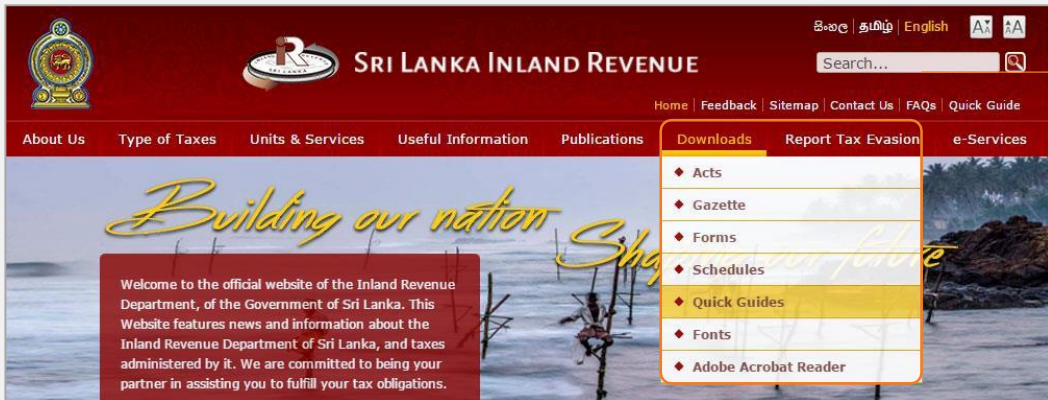 සිංහල | தமிழ் | English A A A A
SRI LANKA INLAND REVENUE
Search...
Home | Feedback | Sitemap | Contact Us | FAQs | Quick Guide
About Us Type of Taxes Units & Services Useful Information Publications Downloads Report Tax Evasion e-Services
Building our nation
Shaping our future
Welcome to the official website of the Inland Revenue
Department, of the Government of Sri Lanka. This
Website features news and information about the
Inland Revenue Department of Sri Lanka, and taxes
administered by it. We are committed to being your
partner in assisting you to fulfill your tax obligations.
Acts
Gazette
Forms
Schedules
Quick Guides
Fonts
Adobe Acrobat Reader